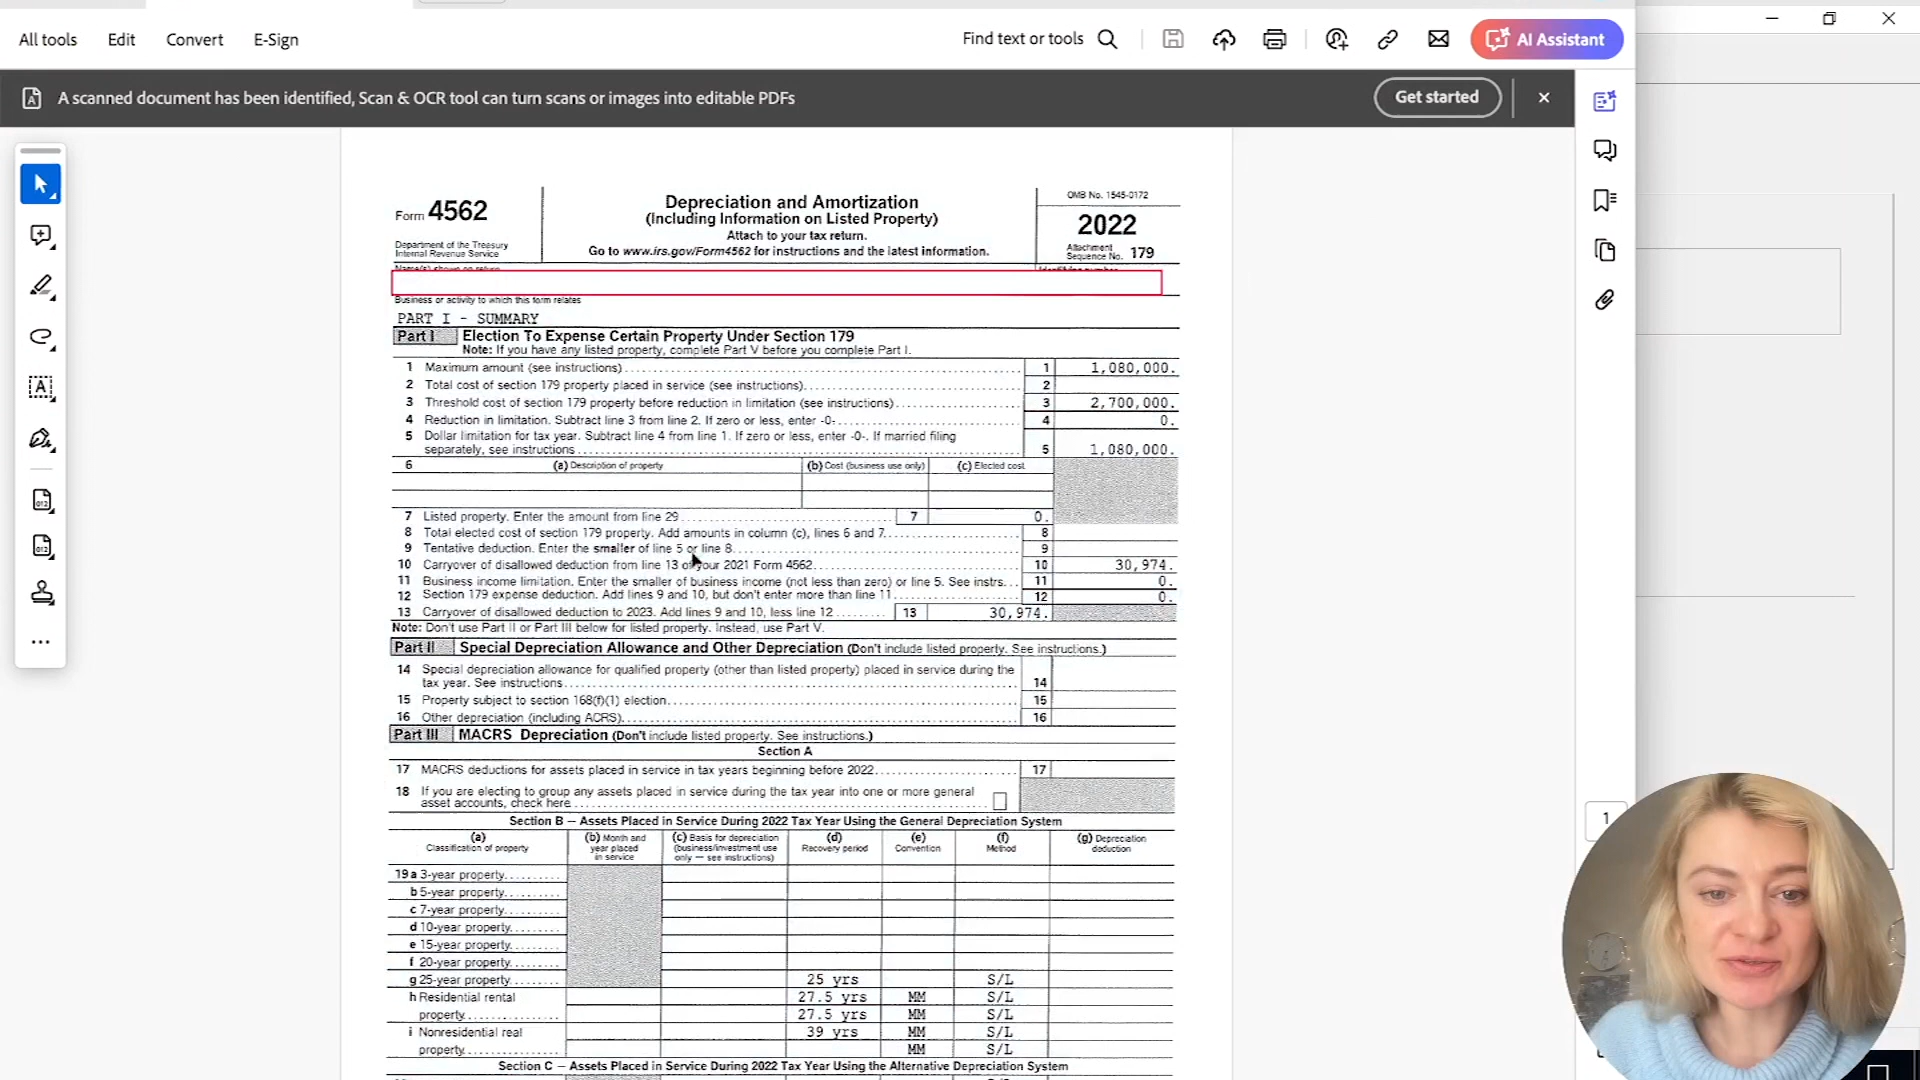 All tools Edit Convert E-Sign Find text or tools AI Assistant
A scanned document has been identified, Scan & OCR tool can turn scans or images into editable PDFs Get started
Form 4562
Department of the Treasury
Internal Revenue Service
Depreciation and Amortization
(Including Information on Listed Property)
Attach to your tax return.
Go to www.irs.gov/Form4562 for instructions and the latest information.
OMB No. 1545-0172
2022
Attachment
Sequence No. 179
Business or activity to which this form relates
PART I - SUMMARY
Part I Election To Expense Certain Property Under Section 179
Note: If you have any listed property, complete Part V before you complete Part I.
1 Maximum amount (see instructions) 1 1,080,000.
2 Total cost of section 179 property placed in service (see instructions) 2
3 Threshold cost of section 179 property before reduction in limitation (see instructions) 3 2,700,000.
4 Reduction in limitation. Subtract line 3 from line 2. If zero or less, enter -0- 4 0.
5 Dollar limitation for tax year. Subtract line 4 from line 1. If zero or less, enter -0-. If married filing
separately, see instructions 5 1,080,000.
6 (a) Description of property (b) Cost (business use only) (c) Elected cost
7 Listed property. Enter the amount from line 29 7 0.
8 Total elected cost of section 179 property. Add amounts in column (c), lines 6 and 7 8
9 Tentative deduction. Enter the smaller of line 5 or line 8 9
10 Carryover of disallowed deduction from line 13 of your 2021 Form 4562 10 30,974.
11 Business income limitation. Enter the smaller of business income (not less than zero) or line 5. See instrs 11 0.
12 Section 179 expense deduction. Add lines 9 and 10, but don't enter more than line 11 12 0.
13 Carryover of disallowed deduction to 2023. Add lines 9 and 10, less line 12 13 30,974.
Note: Don't use Part II or Part III below for listed property. Instead, use Part V.
Part II Special Depreciation Allowance and Other Depreciation (Don't include listed property. See instructions.)
14 Special depreciation allowance for qualified property (other than listed property) placed in service during the
tax year. See instructions 14
15 Property subject to section 168(f)(1) election 15
16 Other depreciation (including ACRS) 16
Part III MACRS Depreciation (Don't include listed property. See instructions.)
Section A
17 MACRS deductions for assets placed in service in tax years beginning before 2022 17
18 If you are electing to group any assets placed in service during the tax year into one or more general
asset accounts, check here
Section B – Assets Placed in Service During 2022 Tax Year Using the General Depreciation System
(a) Classification of property (b) Month and year placed in service (c) Basis for depreciation (business/investment use only — see instructions) (d) Recovery period (e) Convention (f) Method (g) Depreciation deduction
19a 3-year property
b 5-year property
c 7-year property
d 10-year property
e 15-year property
f 20-year property
g 25-year property 25 yrs S/L
h Residential rental 27.5 yrs MM S/L
property 27.5 yrs MM S/L
i Nonresidential real 39 yrs MM S/L
property MM S/L
Section C – Assets Placed in Service During 2022 Tax Year Using the Alternative Depreciation System
1